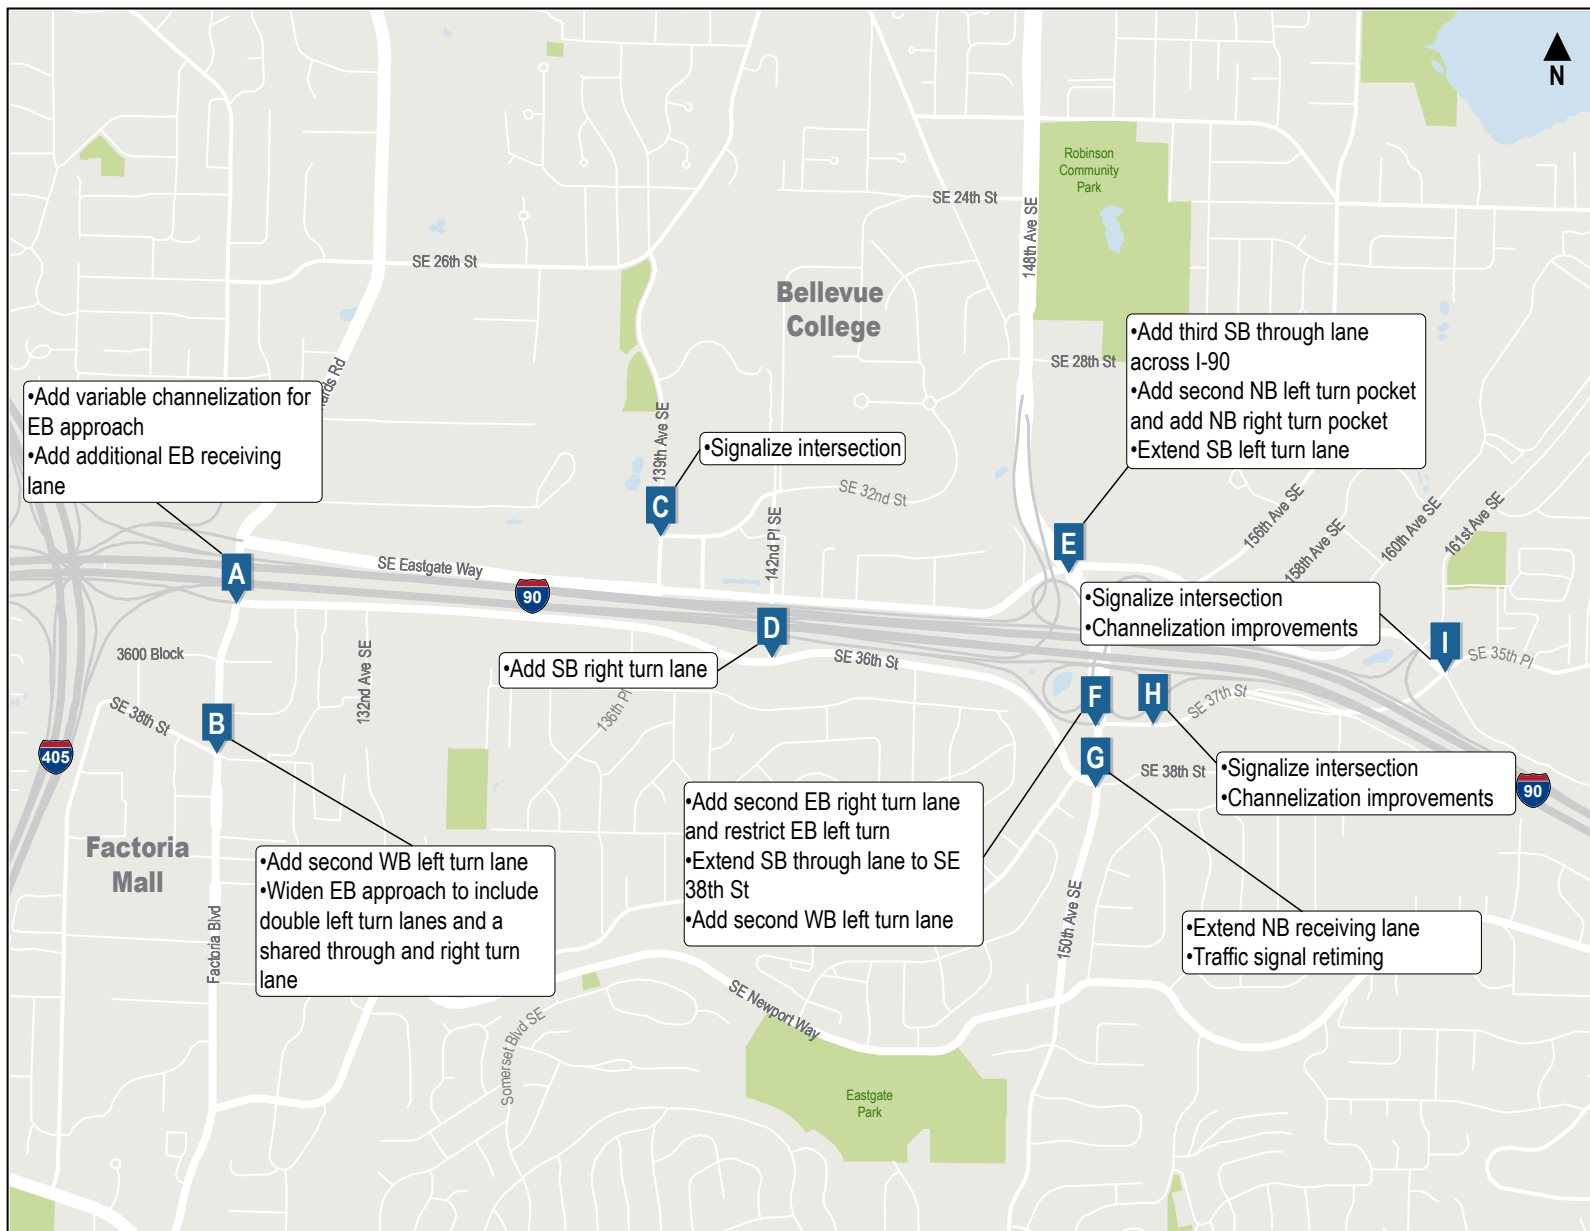 N
Robinson
Community
Park
SE 24th St
148th Ave SE
SE 26th St
Bellevue
College
•Add third SB through lane
across I-90
•Add second NB left turn pocket
and add NB right turn pocket
•Extend SB left turn lane
SE 28th St
ards Rd
•Add variable channelization for
EB approach
•Add additional EB receiving
lane
139th Ave SE
•Signalize intersection
SE 32nd St
C
142nd Pl SE
156th Ave SE
158th Ave SE
160th Ave SE
161st Ave SE
E
SE Eastgate Way
A
90
•Signalize intersection
•Channelization improvements
D
I
SE 35th Pl
3600 Block
132nd Ave SE
•Add SB right turn lane
SE 36th St
136th Pl
SE 37th St
F
H
SE 38th St
B
405
G
SE 38th St
•Signalize intersection
•Channelization improvements
90
•Add second EB right turn lane
and restrict EB left turn
•Extend SB through lane to SE
38th St
•Add second WB left turn lane
Factoria
Mall
•Add second WB left turn lane
•Widen EB approach to include
double left turn lanes and a
shared through and right turn
lane
Factoria Blvd
150th Ave SE
•Extend NB receiving lane
•Traffic signal retiming
SE Newport Way
Somerset Blvd SE
Eastgate
Park